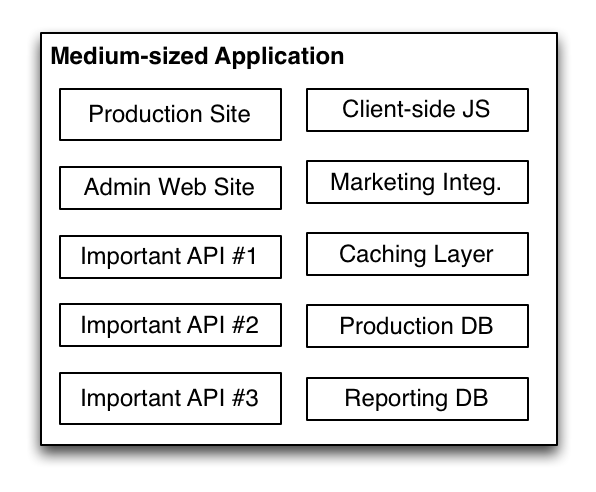 Medium-sized Application
Production Site
Admin Web Site
Important API #1
Important API #2
Important API #3
Client-side JS
Marketing Integ.
Caching Layer
Production DB
Reporting DB